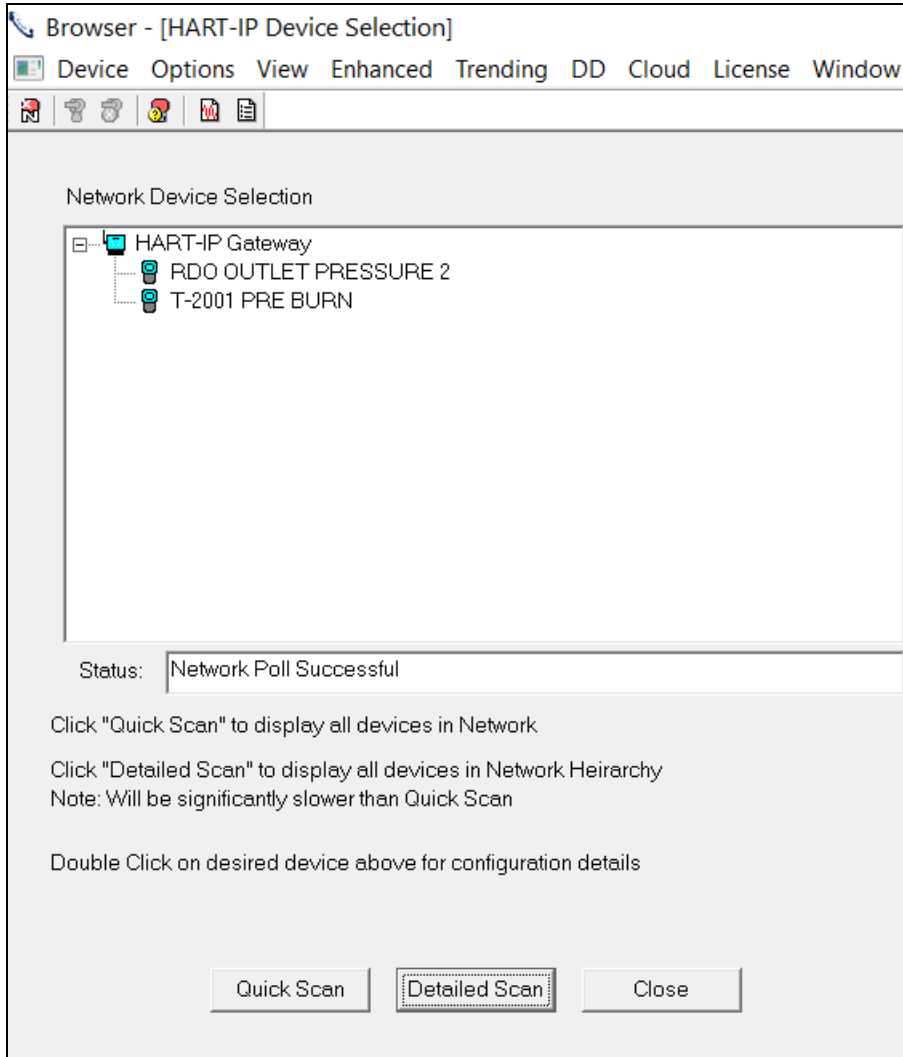 Browser - [HART-IP Device Selection]
Device Options View Enhanced Trending DD Cloud License Window
Network Device Selection
HART-IP Gateway
RDO OUTLET PRESSURE 2
T-2001 PRE BURN
Status: Network Poll Successful
Click "Quick Scan" to display all devices in Network
Click "Detailed Scan" to display all devices in Network Heirarchy
Note: Will be significantly slower than Quick Scan
Double Click on desired device above for configuration details
Quick Scan Detailed Scan Close